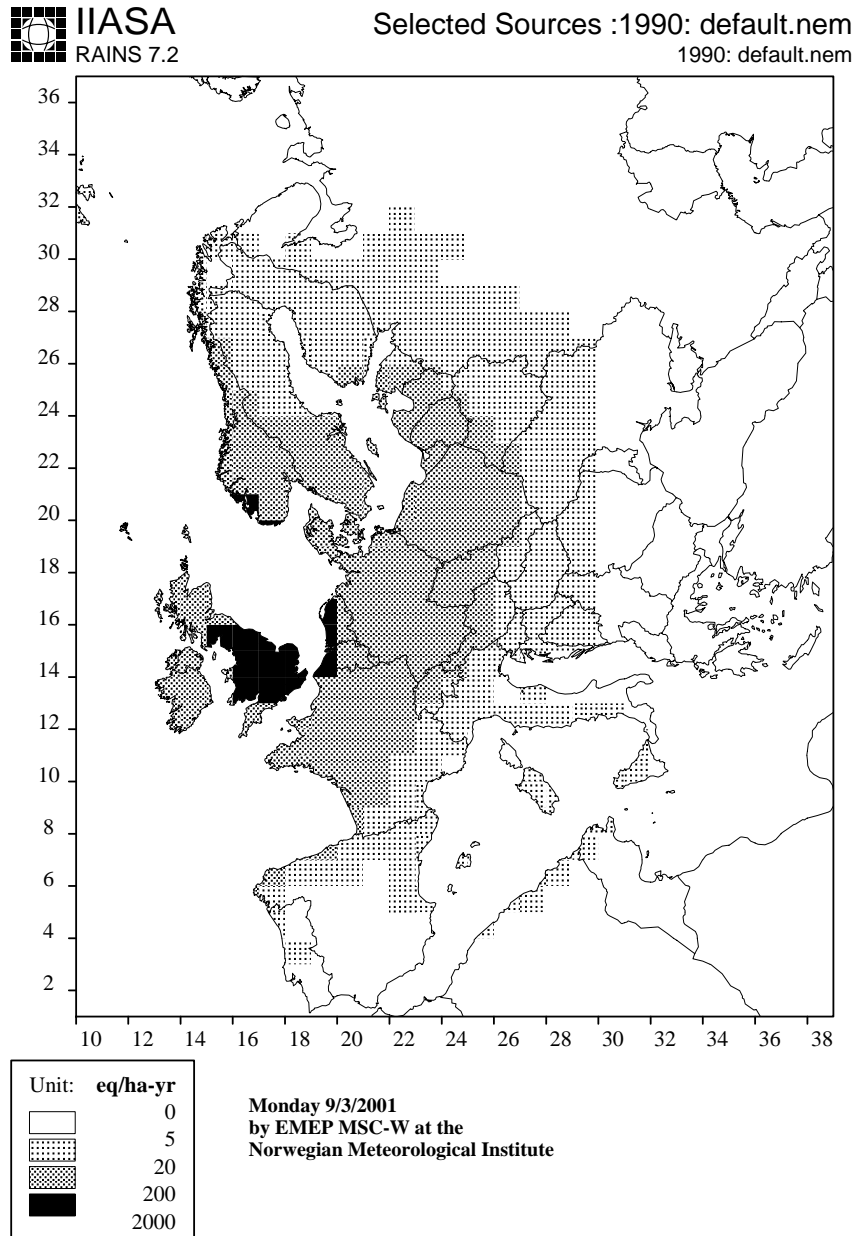 IIASA
RAINS 7.2
Selected Sources :1990: default.nem
1990: default.nem
36
34
32
30
28
26
24
22
20
18
16
14
12
10
8
6
4
2
10 12 14 16 18 20 22 24 26 28 30 32 34 36 38
Unit: eq/ha-yr
0
5
20
200
2000
Monday 9/3/2001
by EMEP MSC-W at the
Norwegian Meteorological Institute